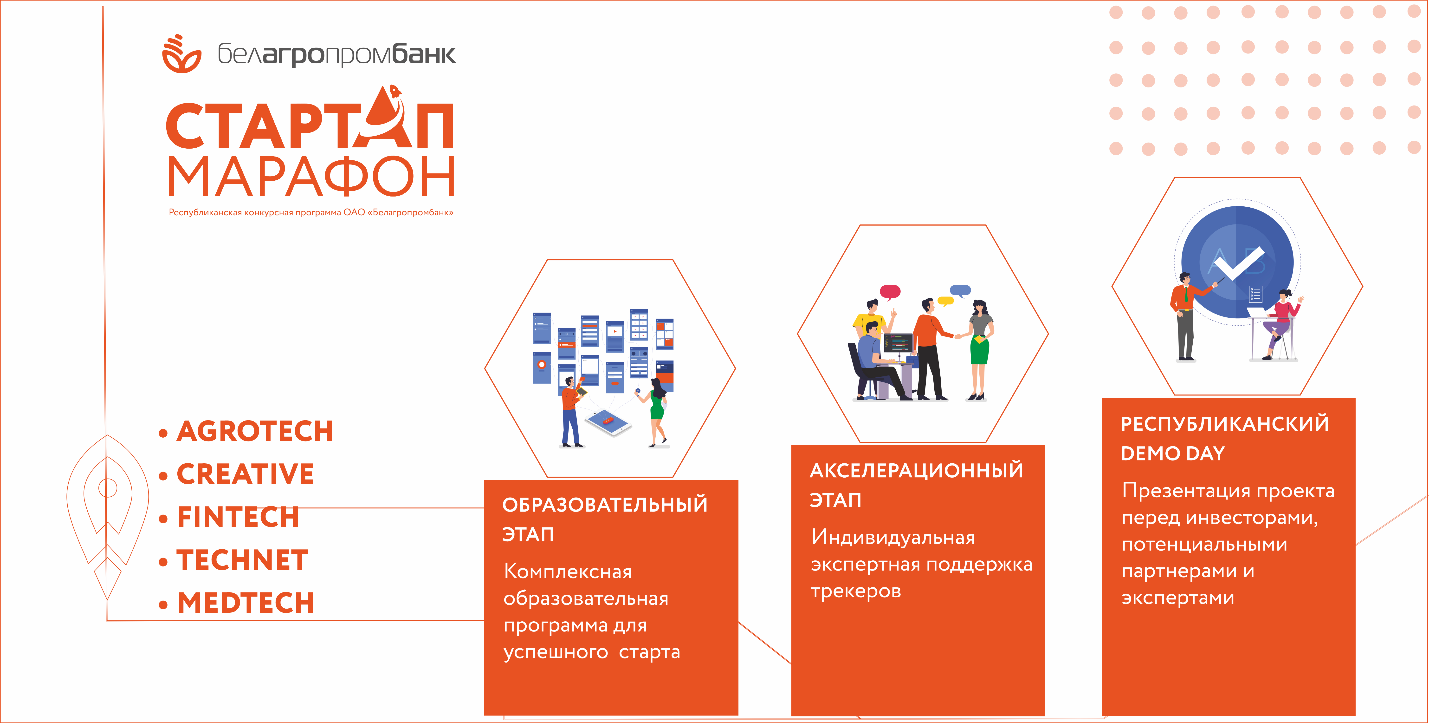 белагропромбанк
СТАРТАП
МАРАФОН
Республиканская конкурсная программа ОАО «Белагропромбанк»
• AGROTECH
• CREATIVE
• FINTECH
• TECHNET
• MEDTECH
ОБРАЗОВАТЕЛЬНЫЙ
ЭТАП
Комплексная
образовательная
программа для
успешного старта
АКСЕЛЕРАЦИОННЫЙ
ЭТАП
Индивидуальная
экспертная поддержка
трекеров
A B
РЕСПУБЛИКАНСКИЙ
DEMO DAY
Презентация проекта
перед инвесторами,
потенциальными
партнерами и
экспертами